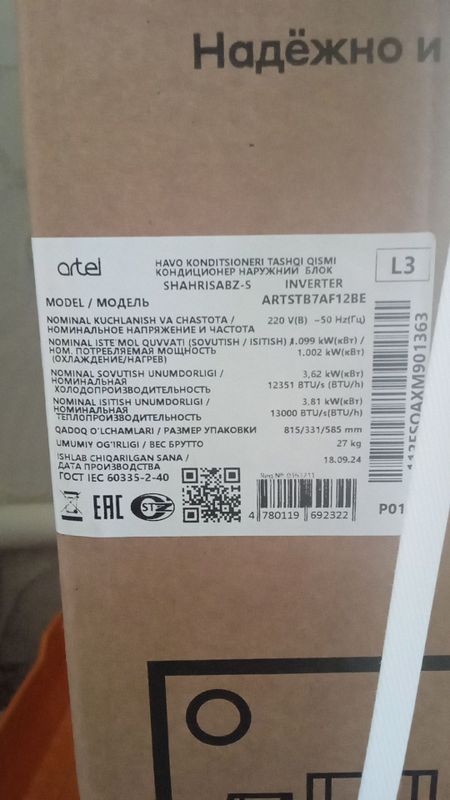 Надёжно и
artel
HAVO KONDITSIONERI TASHQI QISMI
КОНДИЦИОНЕР НАРУЖНИЙ БЛОК
L3
SHAHRISABZ-S INVERTER
MODEL / МОДЕЛЬ ARTSTB7AF12BE
NOMINAL KUCHLANISH VA CHASTOTA /
НОМИНАЛЬНОЕ НАПРЯЖЕНИЕ И ЧАСТОТА
220 V(В) ~50 Hz(Гц)
NOMINAL ISTE MOL QUVVATI (SOVUTISH / ISITISH) /
НОМ. ПОТРЕБЛЯЕМАЯ МОЩНОСТЬ
(ОХЛАЖДЕНИЕ/НАГРЕВ)
1.099 kW(кВт) /
1.002 kW(кВт)
NOMINAL SOVUTISH UNUMDORLIGI /
НОМИНАЛЬНАЯ
ХОЛОДОПРОИЗВОДИТЕЛЬНОСТЬ
3,62 kW(кВт)
12351 BTU/s (BTU/h)
NOMINAL ISITISH UNUMDORLIGI /
НОМИНАЛЬНАЯ
ТЕПЛОПРОИЗВОДИТЕЛЬНОСТЬ
3.81 kW(кВт)
13000 BTU/s(BTU/h)
QADOQ O'LCHAMLARI / РАЗМЕР УПАКОВКИ 815/331/585 mm
UMUMIY OG'IRLIGI / ВЕС БРУТТО 27 kg
ISHLAB CHIQARILGAN SANA /
ДАТА ПРОИЗВОДСТВА
18.09.24
ГОСТ IEC 60335-2-40
EAC
STZ
4 780119 692322
P01